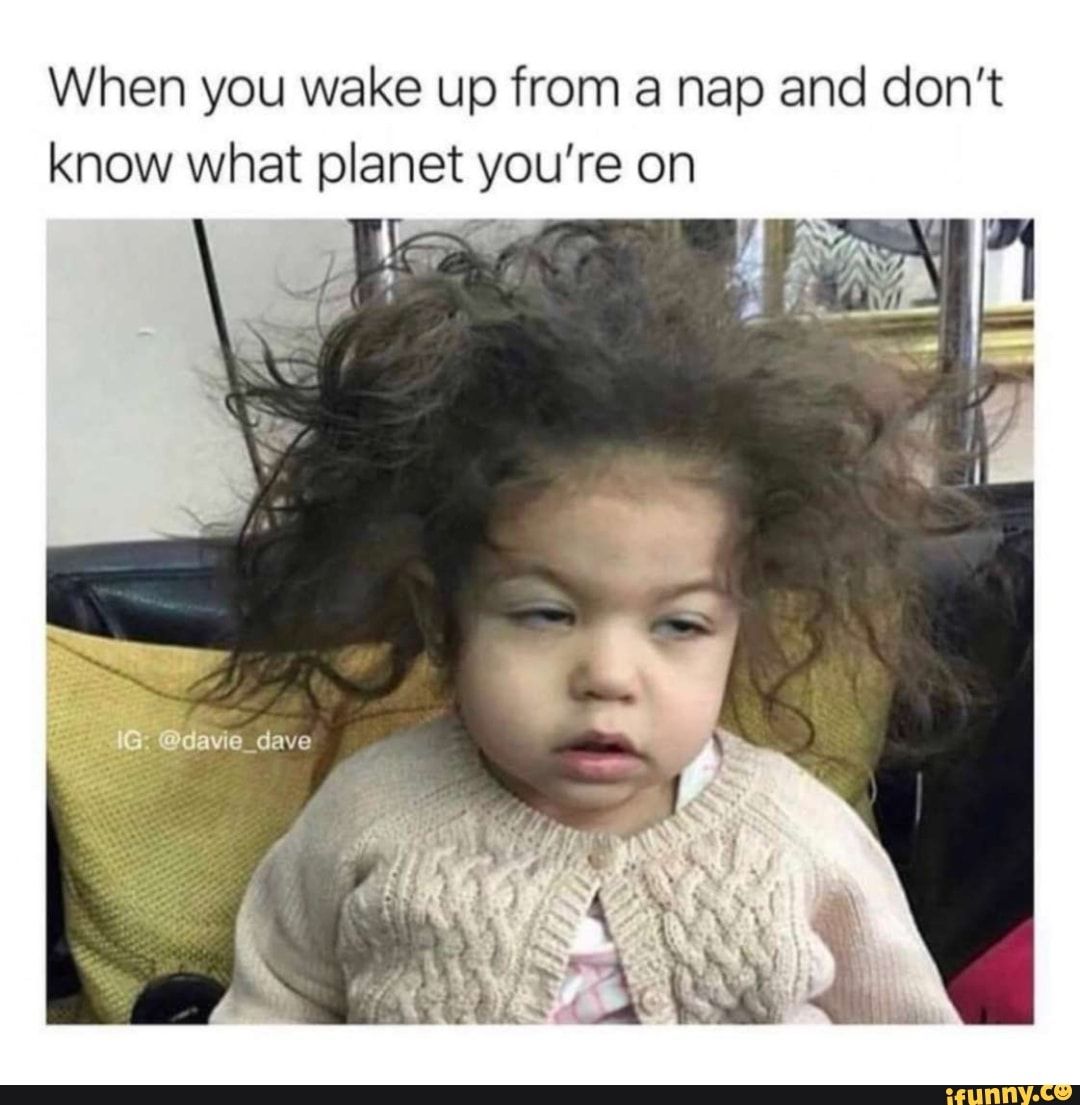 When you wake up from a nap and don't
know what planet you're on
IG: @davie_dave
ifunny.co